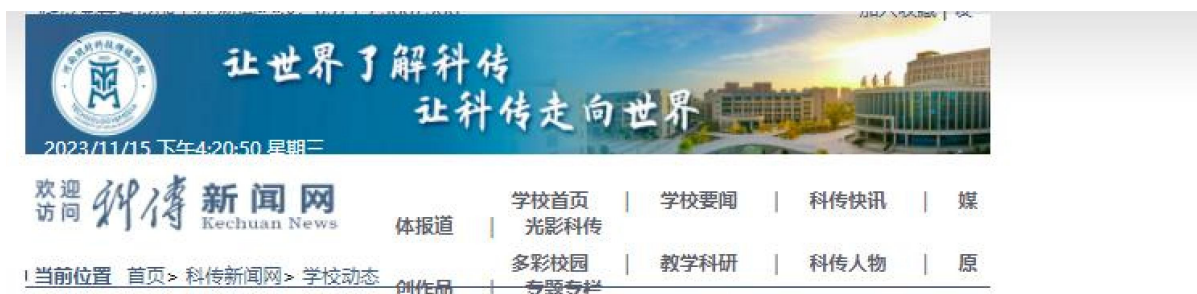 让世界了解科传
让科传走向世界
2023/11/15 下午4:20:50 星期三
欢迎访问 科传 新闻网
Kechuan News
学校首页 | 学校要闻 | 科传快讯 | 媒
体报道 | 光影科传
多彩校园 | 教学科研 | 科传人物 | 原
创作品 | 专题专栏
当前位置 首页> 科传新闻网> 学校动态